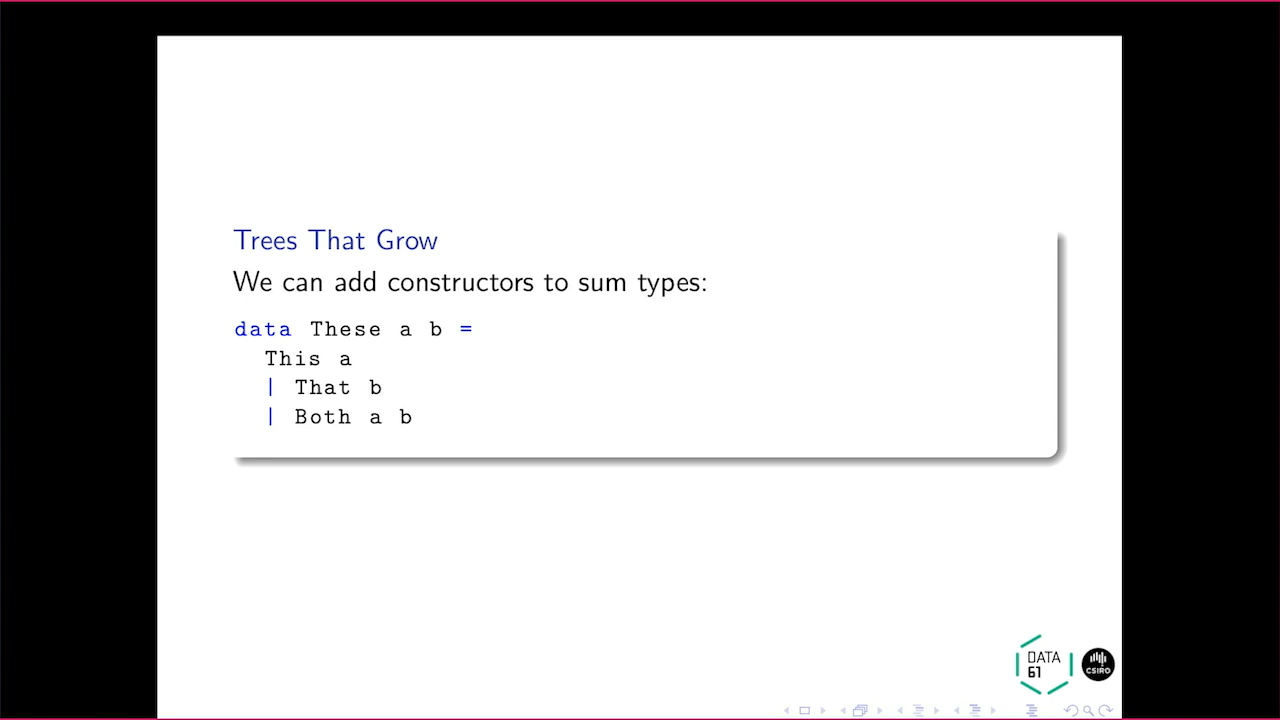 Trees That Grow
We can add constructors to sum types:
data These a b =
  This a
  | That b
  | Both a b
DATA
61
CSIRO